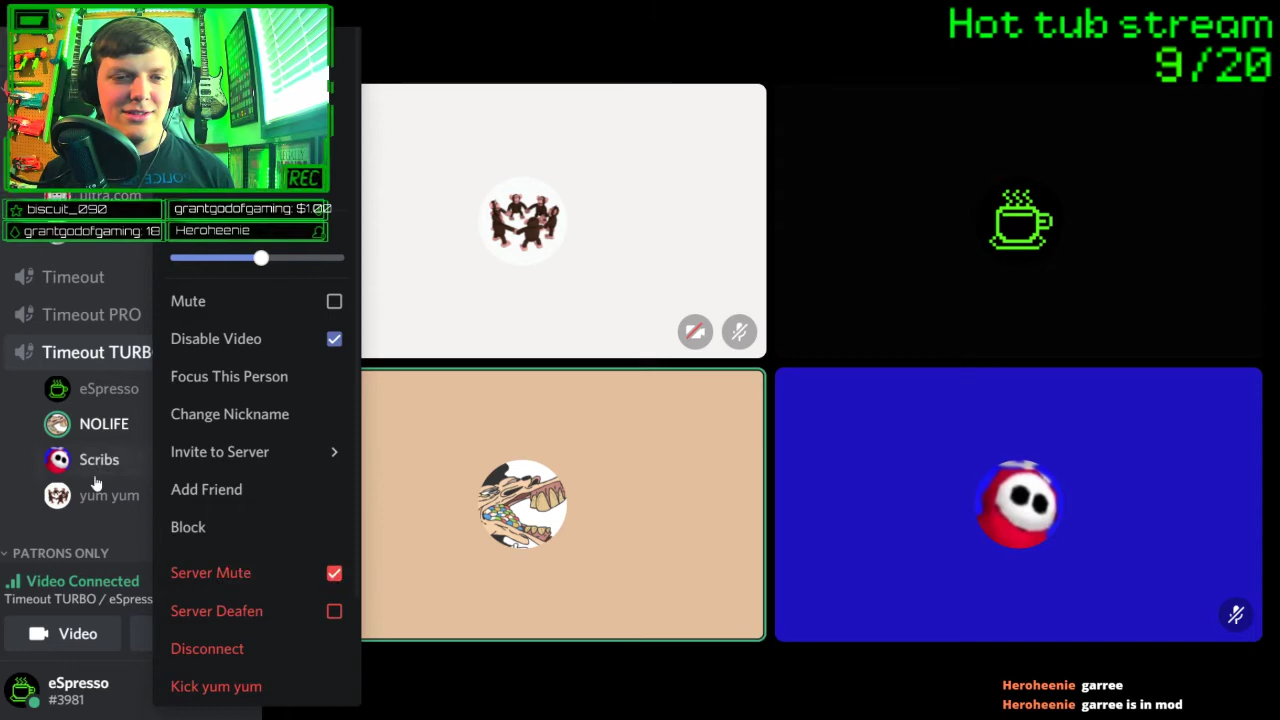 Hot tub stream
9/20
REC
ultra.com
biscuit_090
grantgodofgaming: $1.00
grantgodofgaming: 18
Heroheenie
Timeout
Timeout PRO
Timeout TURB
eSpresso
NOLIFE
Scribs
yum yum
PATRONS ONLY
Video Connected
Timeout TURBO / eSpress
Video
eSpresso
#3981
Mute
Disable Video
Focus This Person
Change Nickname
Invite to Server
Add Friend
Block
Server Mute
Server Deafen
Disconnect
Kick yum yum
Heroheenie garree
Heroheenie garree is in mod